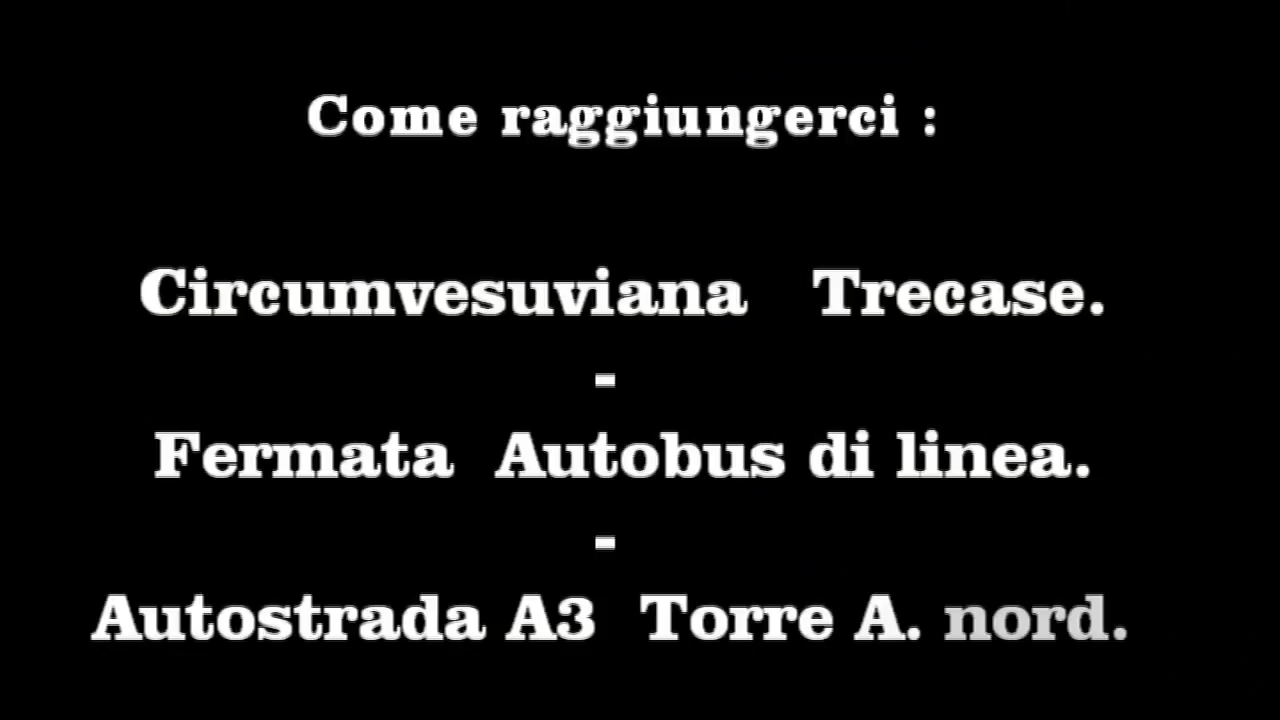 Come raggiungerci :
Circumvesuviana Trecase.
-
Fermata Autobus di linea.
-
Autostrada A3 Torre A. nord.